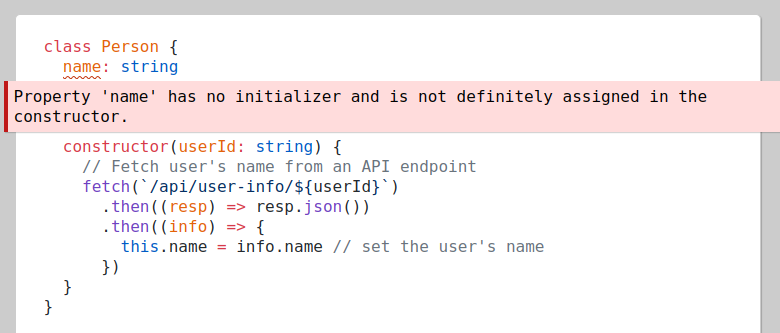 class Person {
  name: string
Property 'name' has no initializer and is not definitely assigned in the
constructor.
  constructor(userId: string) {
    // Fetch user's name from an API endpoint
    fetch(`/api/user-info/${userId}`)
      .then((resp) => resp.json())
      .then((info) => {
        this.name = info.name // set the user's name
      })
  }
}